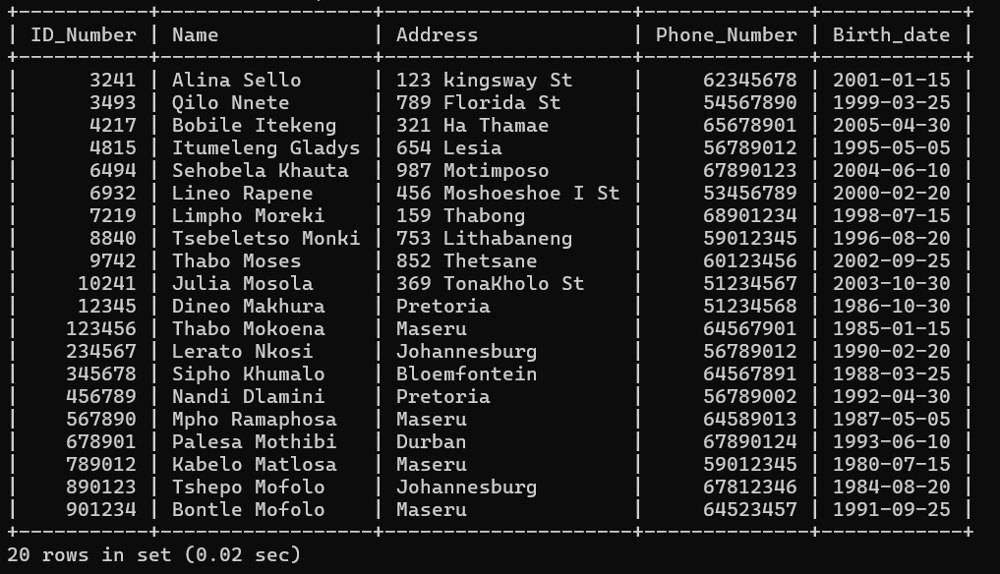 +-----------+------------------+---------------------+--------------+------------+
| ID_Number | Name             | Address             | Phone_Number | Birth_date |
+-----------+------------------+---------------------+--------------+------------+
|      3241 | Alina Sello      | 123 kingsway St     |     62345678 | 2001-01-15 |
|      3493 | Qilo Nnete       | 789 Florida St      |     54567890 | 1999-03-25 |
|      4217 | Bobile Itekeng   | 321 Ha Thamae       |     65678901 | 2005-04-30 |
|      4815 | Itumeleng Gladys | 654 Lesia           |     56789012 | 1995-05-05 |
|      6494 | Sehobela Khauta  | 987 Motimposo       |     67890123 | 2004-06-10 |
|      6932 | Lineo Rapene     | 456 Moshoeshoe I St |     53456789 | 2000-02-20 |
|      7219 | Limpho Moreki    | 159 Thabong         |     68901234 | 1998-07-15 |
|      8840 | Tsebeletso Monki | 753 Lithabaneng     |     59012345 | 1996-08-20 |
|      9742 | Thabo Moses      | 852 Thetsane        |     60123456 | 2002-09-25 |
|     10241 | Julia Mosola     | 369 TonaKholo St    |     51234567 | 2003-10-30 |
|     12345 | Dineo Makhura    | Pretoria            |     51234568 | 1986-10-30 |
|    123456 | Thabo Mokoena    | Maseru              |     64567901 | 1985-01-15 |
|    234567 | Lerato Nkosi     | Johannesburg        |     56789012 | 1990-02-20 |
|    345678 | Sipho Khumalo    | Bloemfontein        |     64567891 | 1988-03-25 |
|    456789 | Nandi Dlamini    | Pretoria            |     56789002 | 1992-04-30 |
|    567890 | Mpho Ramaphosa   | Maseru              |     64589013 | 1987-05-05 |
|    678901 | Palesa Mothibi   | Durban              |     67890124 | 1993-06-10 |
|    789012 | Kabelo Matlosa   | Maseru              |     59012345 | 1980-07-15 |
|    890123 | Tshepo Mofolo    | Johannesburg        |     67812346 | 1984-08-20 |
|    901234 | Bontle Mofolo    | Maseru              |     64523457 | 1991-09-25 |
+-----------+------------------+---------------------+--------------+------------+
20 rows in set (0.02 sec)